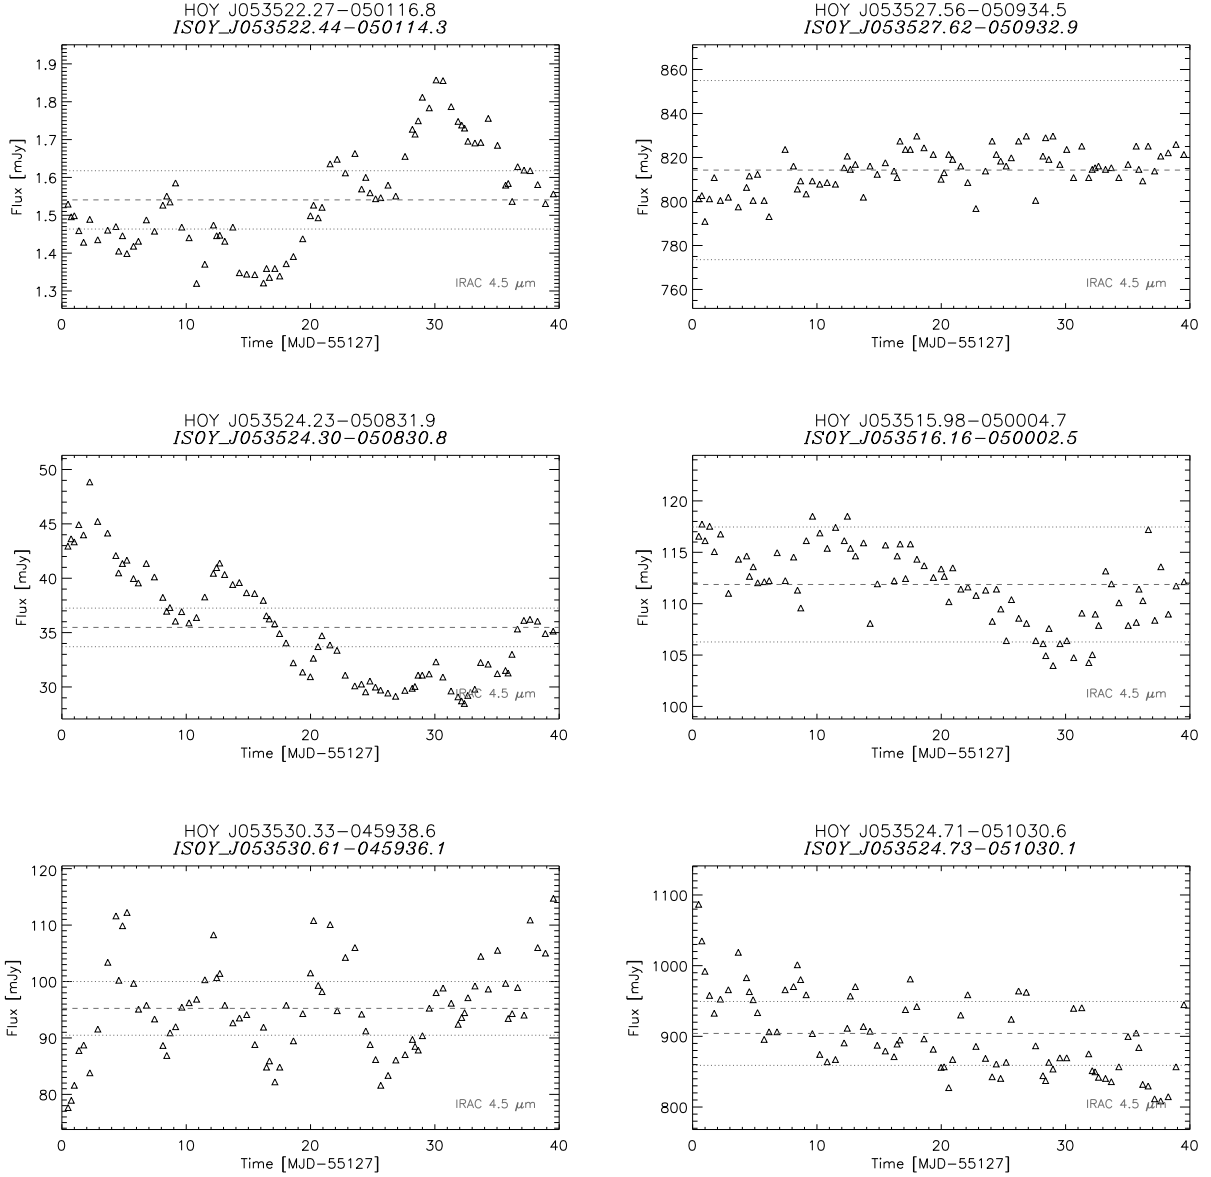 HOY J053522.27−050116.8
ISOY_J053522.44−050114.3
1.9
1.8
1.7
1.6
1.5
1.4
1.3
Flux [mJy]
IRAC 4.5 μm
0 10 20 30 40
Time [MJD−55127]
HOY J053527.56−050934.5
ISOY_J053527.62−050932.9
860
840
820
800
780
760
Flux [mJy]
IRAC 4.5 μm
0 10 20 30 40
Time [MJD−55127]
HOY J053524.23−050831.9
ISOY_J053524.30−050830.8
50
45
40
35
30
Flux [mJy]
IRAC 4.5 μm
0 10 20 30 40
Time [MJD−55127]
HOY J053515.98−050004.7
ISOY_J053516.16−050002.5
120
115
110
105
100
Flux [mJy]
IRAC 4.5 μm
0 10 20 30 40
Time [MJD−55127]
HOY J053530.33−045938.6
ISOY_J053530.61−045936.1
120
110
100
90
80
Flux [mJy]
IRAC 4.5 μm
0 10 20 30 40
Time [MJD−55127]
HOY J053524.71−051030.6
ISOY_J053524.73−051030.1
1100
1000
900
800
Flux [mJy]
IRAC 4.5 μm
0 10 20 30 40
Time [MJD−55127]